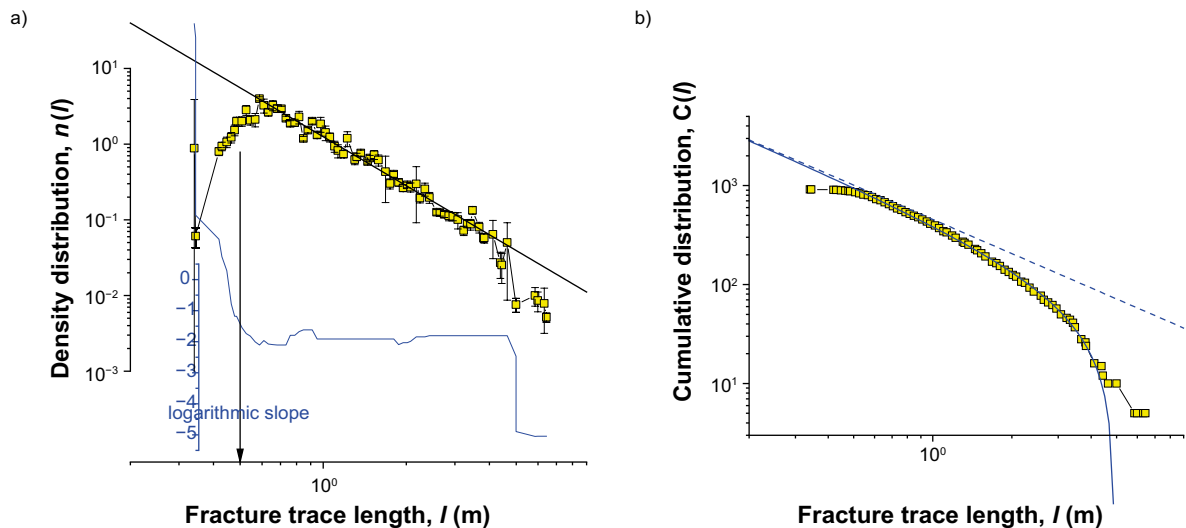 a)
Density distribution, n(l)
10¹
10⁰
10⁻¹
10⁻²
10⁻³
0
−1
−2
−2
−3
−4
−5
logarithmic slope
10⁰
Fracture trace length, l (m)
b)
Cumulative distribution, C(l)
10³
10²
10¹
10⁰
Fracture trace length, l (m)